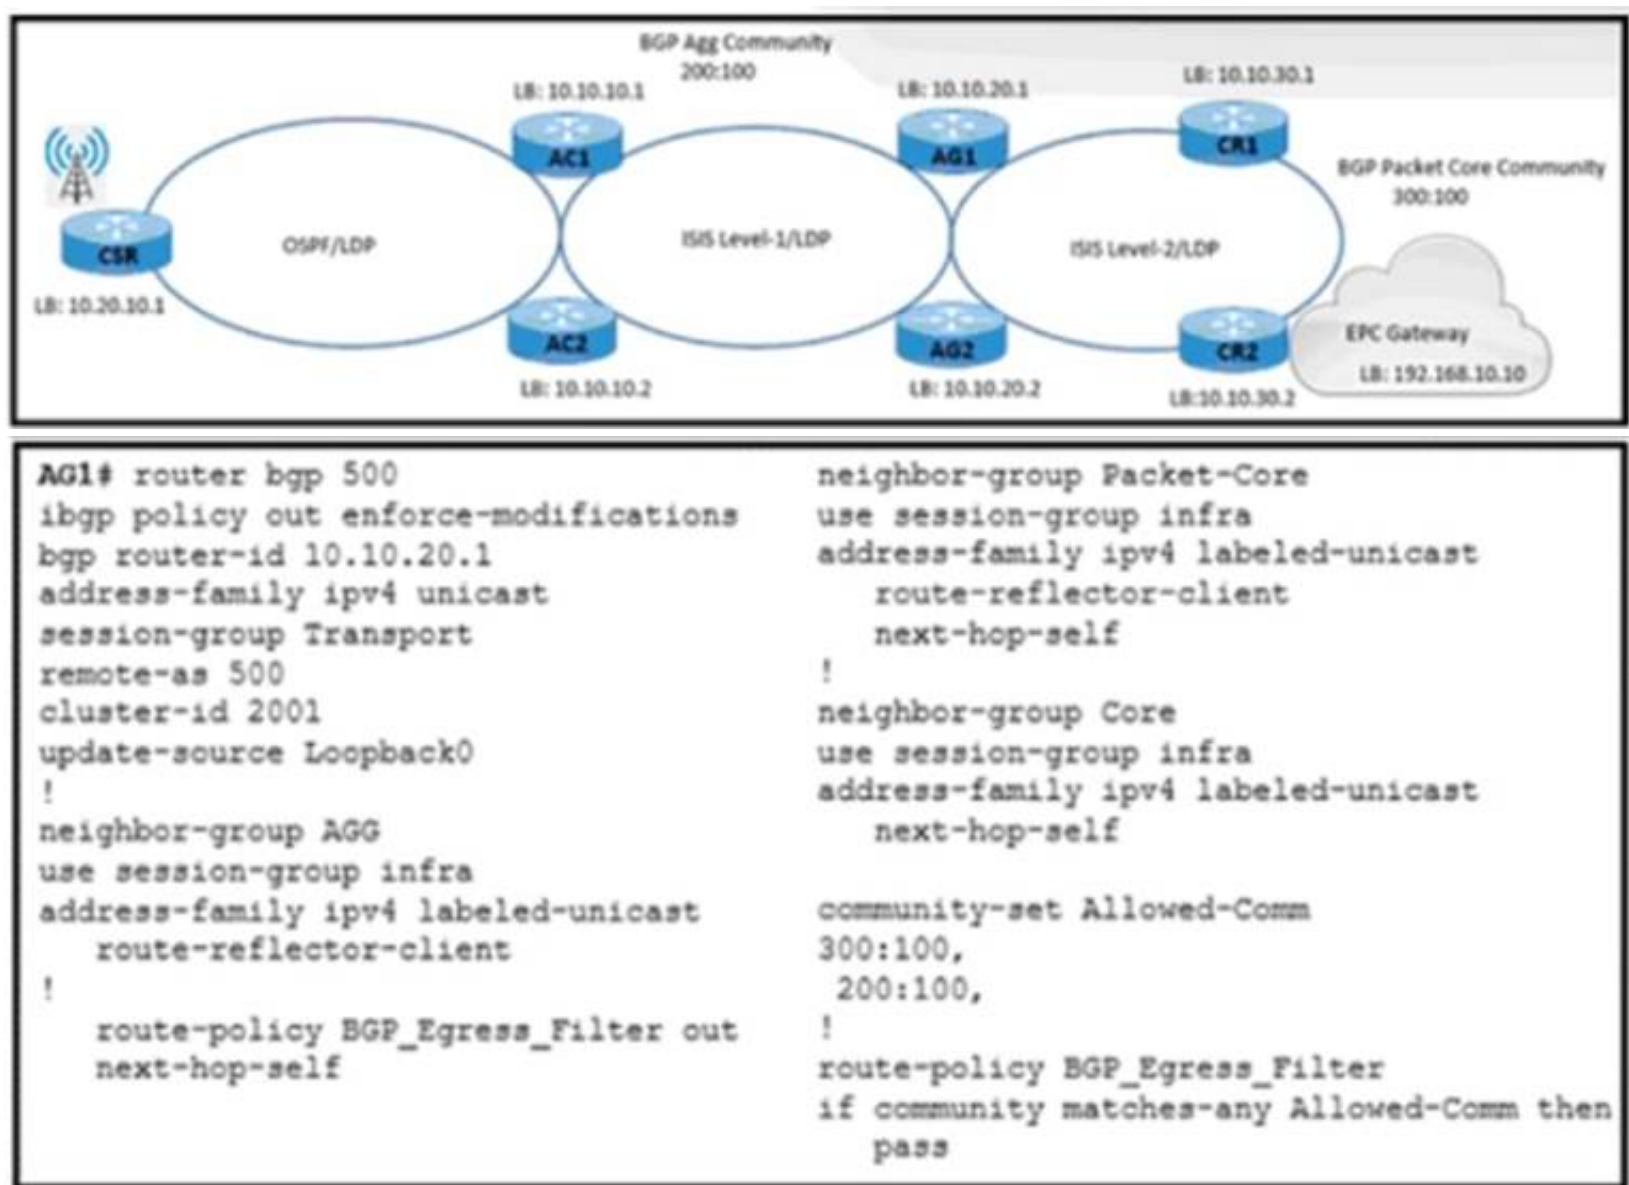 BGP Agg Community
200:100
LB: 10.10.10.1
LB: 10.10.20.1
LB: 10.10.30.1
AC1
AG1
CR1
BGP Packet Core Community
300:100
CSR
OSPF/LDP
ISIS Level-1/LDP
ISIS Level-2/LDP
LB: 10.20.10.1
AC2
AG2
CR2
EPC Gateway
LB: 192.168.10.10
LB: 10.10.10.2
LB: 10.10.20.2
LB:10.10.30.2
AG1# router bgp 500
ibgp policy out enforce-modifications
bgp router-id 10.10.20.1
address-family ipv4 unicast
session-group Transport
remote-as 500
cluster-id 2001
update-source Loopback0
!
neighbor-group AGG
use session-group infra
address-family ipv4 labeled-unicast
route-reflector-client
!
route-policy BGP_Egress_Filter out
next-hop-self
neighbor-group Packet-Core
use session-group infra
address-family ipv4 labeled-unicast
route-reflector-client
next-hop-self
!
neighbor-group Core
use session-group infra
address-family ipv4 labeled-unicast
next-hop-self
community-set Allowed-Comm
300:100,
200:100,
!
route-policy BGP_Egress_Filter
if community matches-any Allowed-Comm then
pass